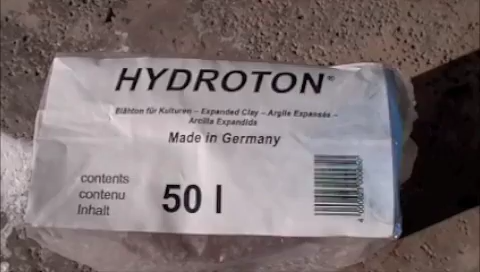 HYDROTON®
Blähton für Kulturen – Expanded Clay – Argile Expansée –
Arcilla Expandida
Made in Germany
contents
contenu
Inhalt
50 l